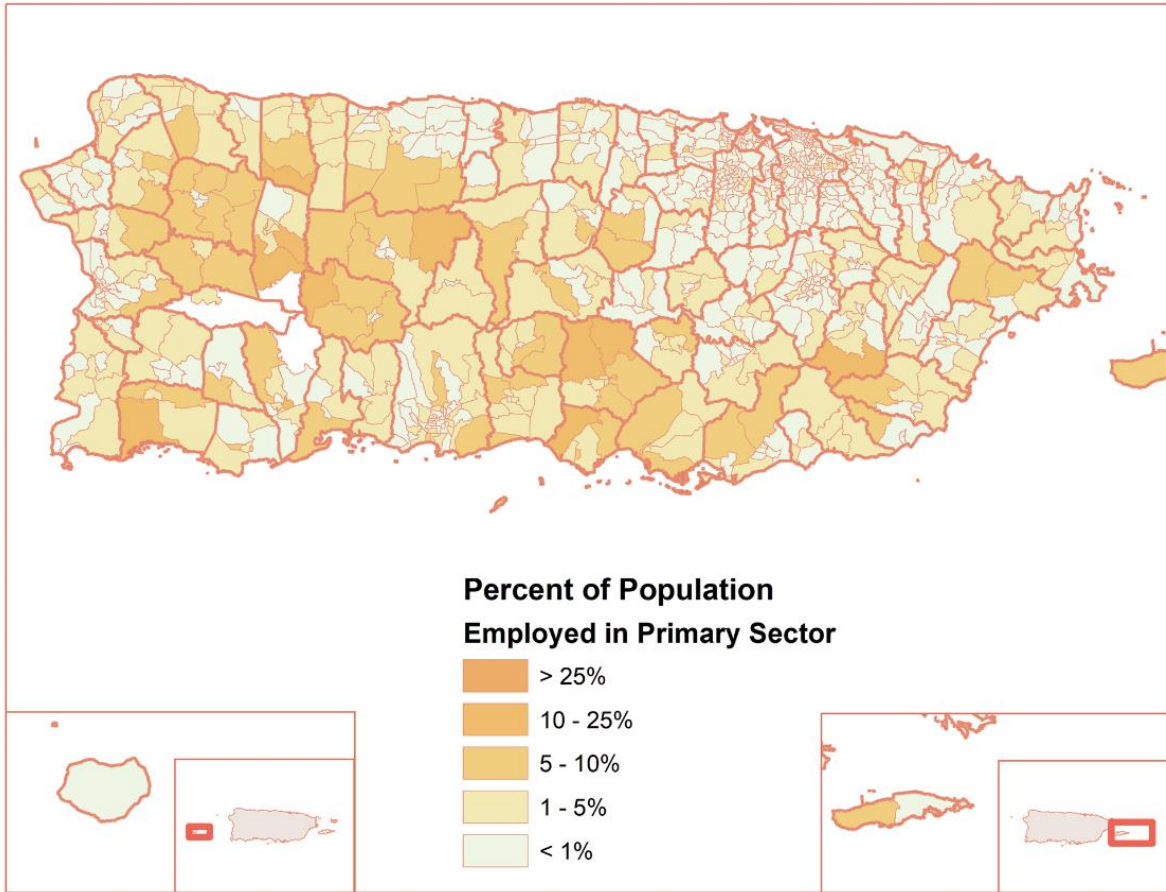 Percent of Population
Employed in Primary Sector
> 25%
10 - 25%
5 - 10%
1 - 5%
< 1%